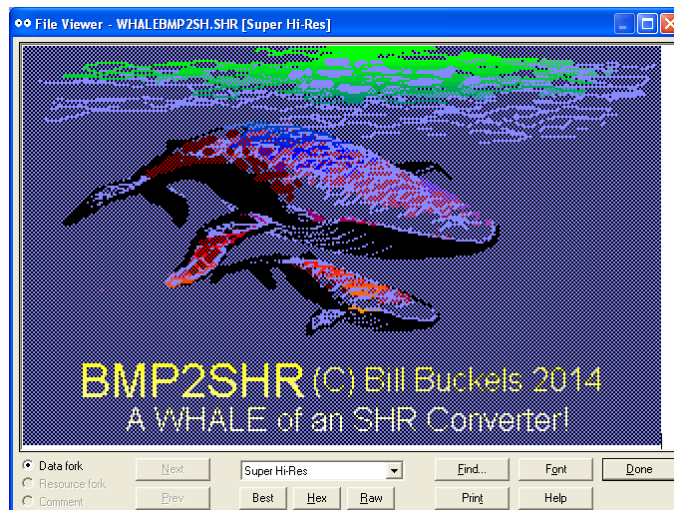 File Viewer - WHALEBMP2SH.SHR [Super Hi-Res]
BMP2SHR (C) Bill Buckels 2014
A WHALE of an SHR Converter!
Data fork Next Super Hi-Res Find... Font Done
Resource fork
Comment Prev Best Hex Raw Print Help